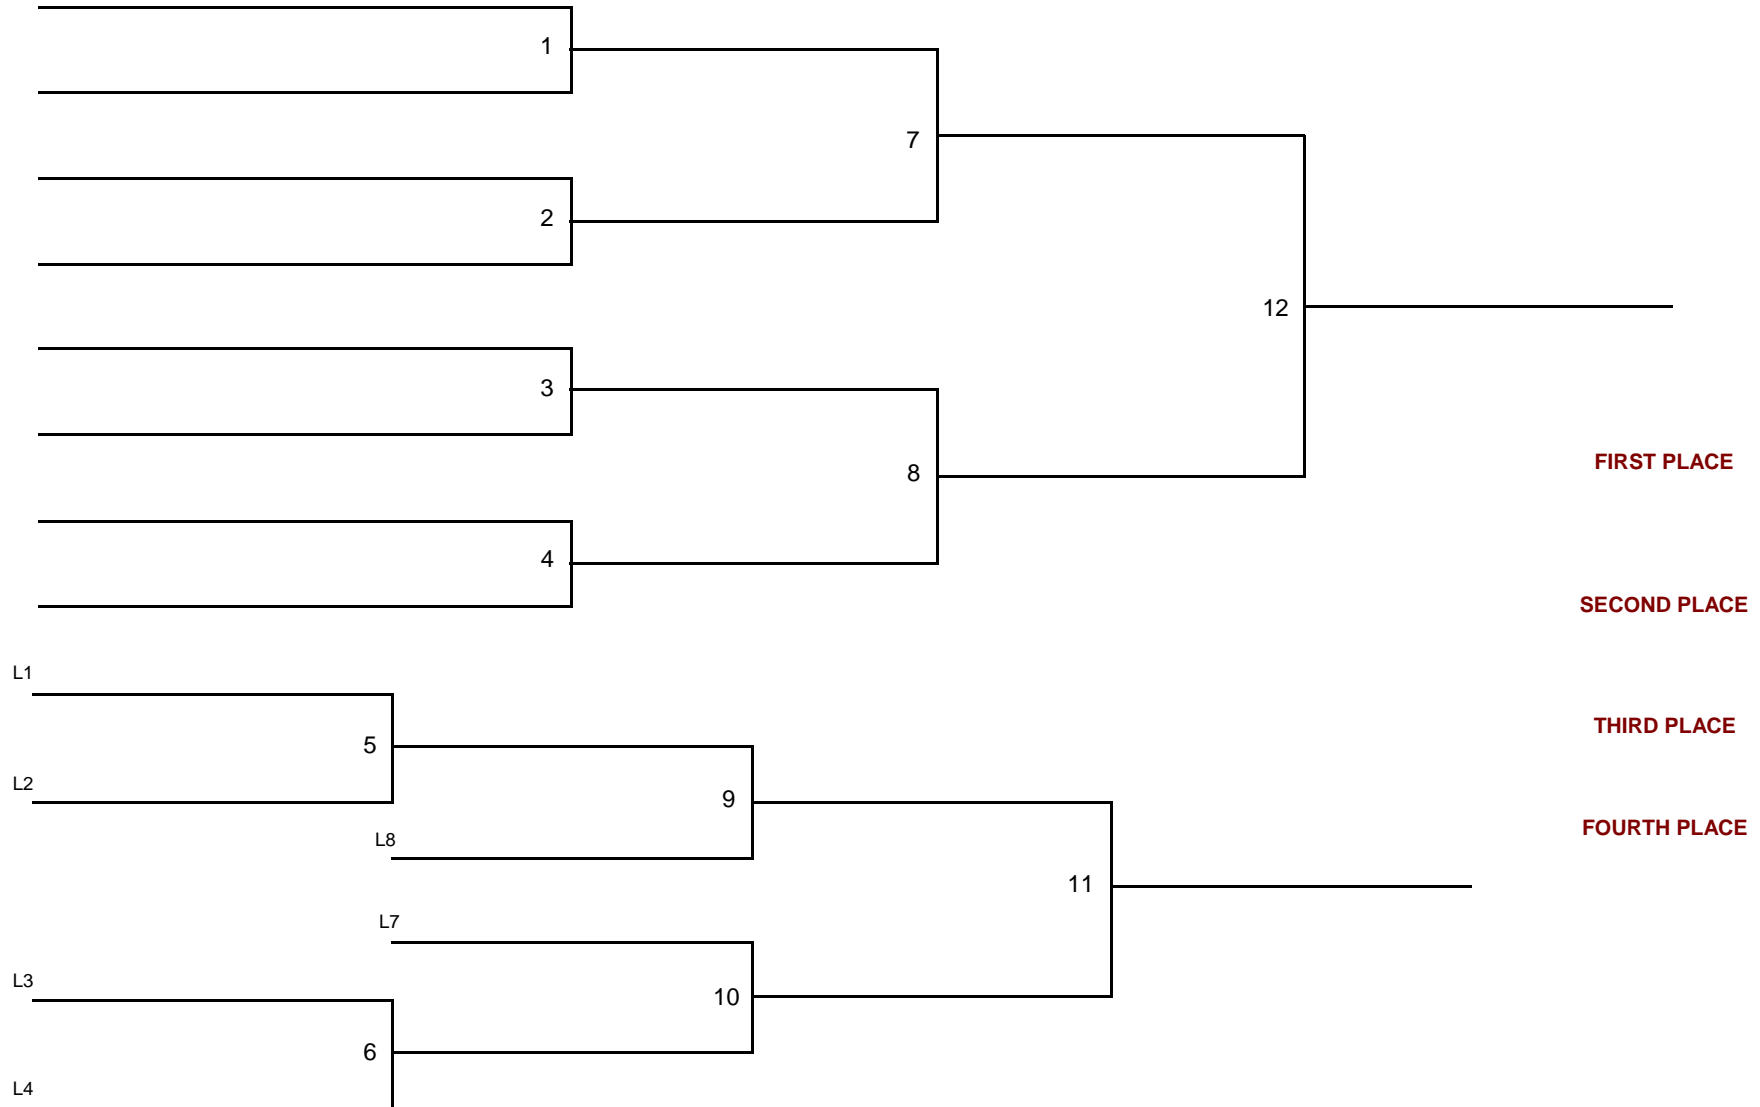 1
7
2
12
3
FIRST PLACE
8
4
SECOND PLACE
L1
THIRD PLACE
5
L2
9
FOURTH PLACE
L8
11
L7
L3
10
6
L4